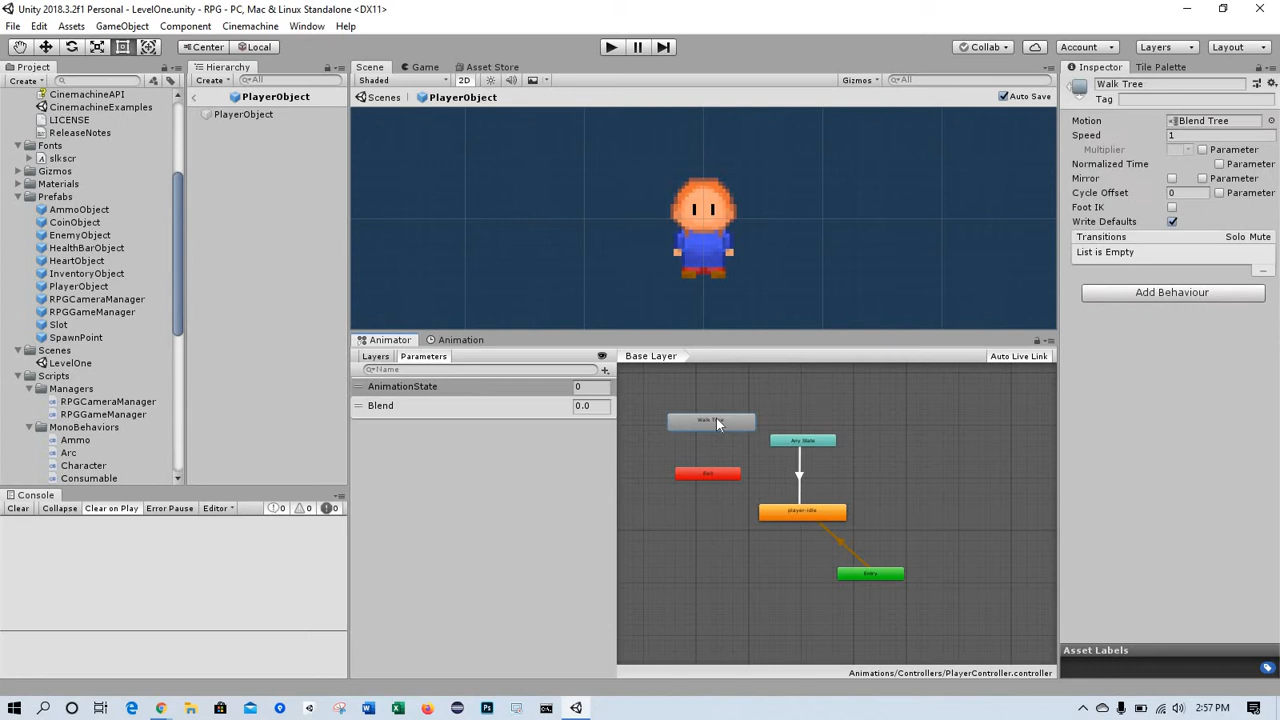 Unity 2018.3.2f1 Personal - LevelOne.unity - RPG - PC, Mac & Linux Standalone <DX11>
File Edit Assets GameObject Component Cinemachine Window Help
Center Local Collab Account Layers Layout
Project Hierarchy Scene Game Asset Store Inspector Tile Palette
Create Create All Shaded 2D Gizmos All Walk Tree
PlayerObject Scenes PlayerObject Auto Save Tag
PlayerObject
CinemachineAPI
CinemachineExamples
LICENSE
ReleaseNotes
Fonts
slkscr
Gizmos
Materials
Prefabs
AmmoObject
CoinObject
EnemyObject
HealthBarObject
HeartObject
InventoryObject
PlayerObject
RPGCameraManager
RPGGameManager
Slot
SpawnPoint
Scenes
LevelOne
Scripts
Managers
RPGCameraManager
RPGGameManager
MonoBehaviors
Ammo
Arc
Character
Consumable
Motion Blend Tree
Speed 1
Multiplier Parameter
Normalized Time Parameter
Mirror Parameter
Cycle Offset 0 Parameter
Foot IK
Write Defaults
Transitions Solo Mute
List is Empty
Add Behaviour
Animator Animation
Layers Parameters Base Layer Auto Live Link
Name
AnimationState 0
Blend 0.0
Walk Tree
Any State
Exit
player-idle
Entry
Animations/Controllers/PlayerController.controller
Asset Labels
Console
Clear Collapse Clear on Play Error Pause Editor 0 0 0
2:57 PM